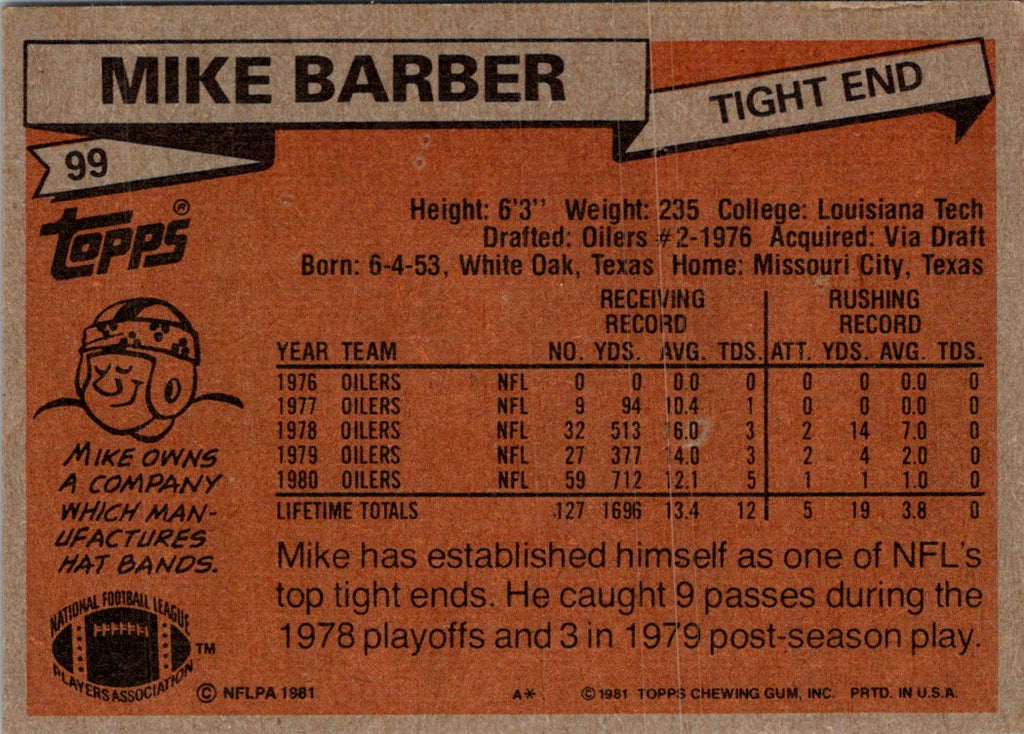 MIKE BARBER
TIGHT END
99
Topps®
Height: 6'3" Weight: 235 College: Louisiana Tech
Drafted: Oilers #2-1976 Acquired: Via Draft
Born: 6-4-53, White Oak, Texas Home: Missouri City, Texas
RECEIVING RECORD RUSHING RECORD
YEAR TEAM NO. YDS. AVG. TDS. ATT. YDS. AVG. TDS.
1976 OILERS NFL 0 0 0.0 0 0 0 0.0 0
1977 OILERS NFL 9 94 10.4 1 0 0 0.0 0
1978 OILERS NFL 32 513 16.0 3 2 14 7.0 0
1979 OILERS NFL 27 377 14.0 3 2 4 2.0 0
1980 OILERS NFL 59 712 12.1 5 1 1 1.0 0
LIFETIME TOTALS 127 1696 13.4 12 5 19 3.8 0
MIKE OWNS
A COMPANY
WHICH MAN-
UFACTURES
HAT BANDS.
Mike has established himself as one of NFL's
top tight ends. He caught 9 passes during the
1978 playoffs and 3 in 1979 post-season play.
NATIONAL FOOTBALL LEAGUE
PLAYERS ASSOCIATION
TM
© NFLPA 1981
A* © 1981 TOPPS CHEWING GUM, INC. PRTD. IN U.S.A.